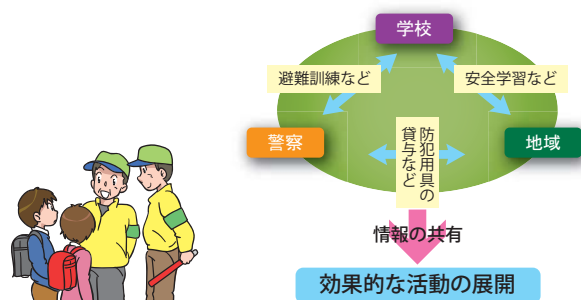 学校
避難訓練など
安全学習など
警察
防犯用具の
貸与など
地域
情報の共有
効果的な活動の展開